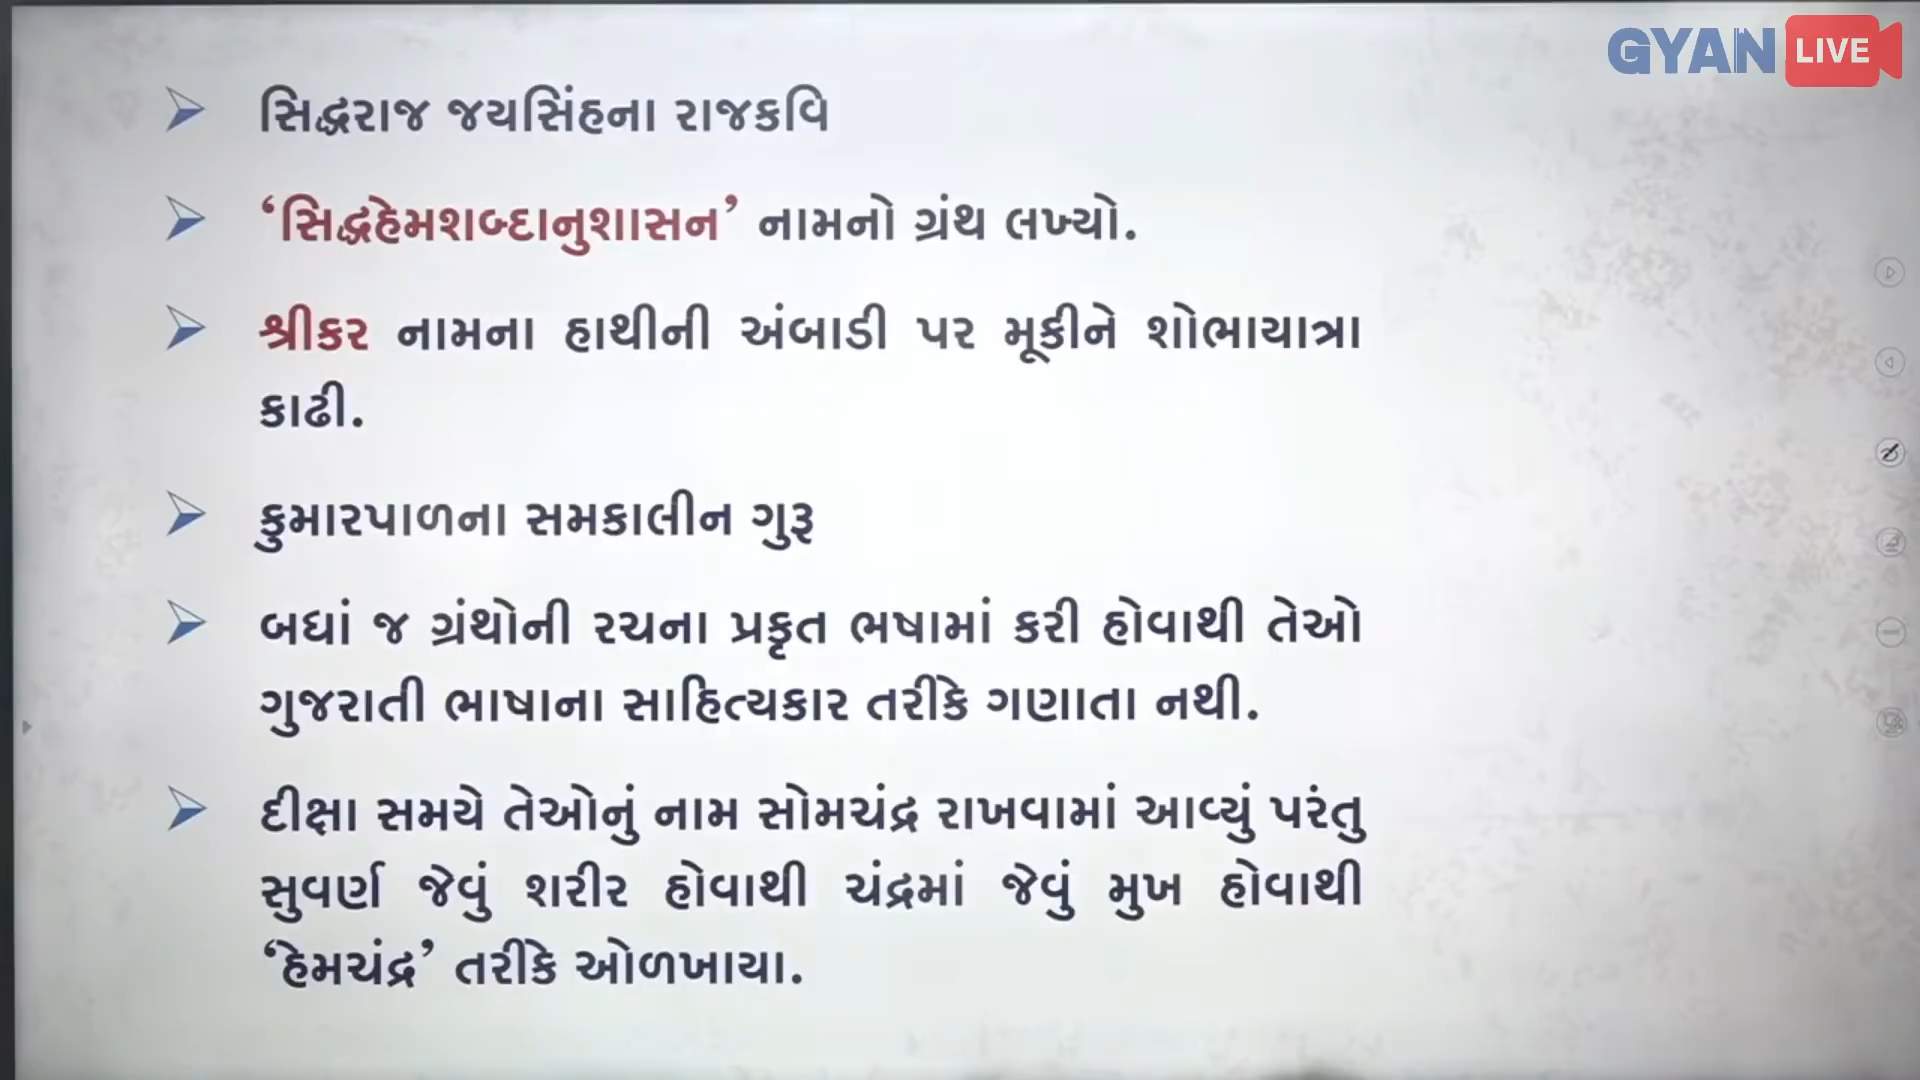 GYAN LIVE
સિદ્ધરાજ જયસિંહના રાજકવિ
‘સિદ્ધહેમશબ્દાનુશાસન’ નામનો ગ્રંથ લખ્યો.
શ્રીકર નામના હાથીની અંબાડી પર મૂકીને શોભાયાત્રા
કાઢી.
કુમારપાળના સમકાલીન ગુરૂ
બધાં જ ગ્રંથોની રચના પ્રકૃત ભષામાં કરી હોવાથી તેઓ
ગુજરાતી ભાષાના સાહિત્યકાર તરીકે ગણાતા નથી.
દીક્ષા સમયે તેઓનું નામ સોમચંદ્ર રાખવામાં આવ્યું પરંતુ
સુવર્ણ જેવું શરીર હોવાથી ચંદ્રમાં જેવું મુખ હોવાથી
‘હેમચંદ્ર’ તરીકે ઓળખાયા.